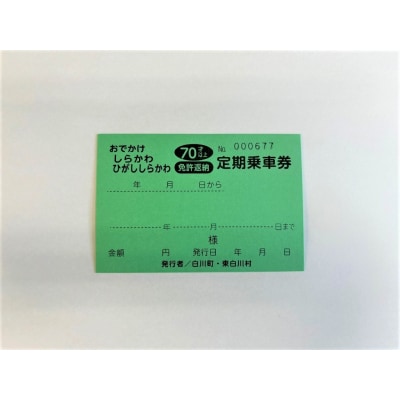 おでかけ
しらかわ
ひがししらかわ
70才以上
免許返納
No 000677
定期乗車券
年 月 日から
年 月 日まで
様
金額 円 発行日 年 月 日
発行者/白川町・東白川村